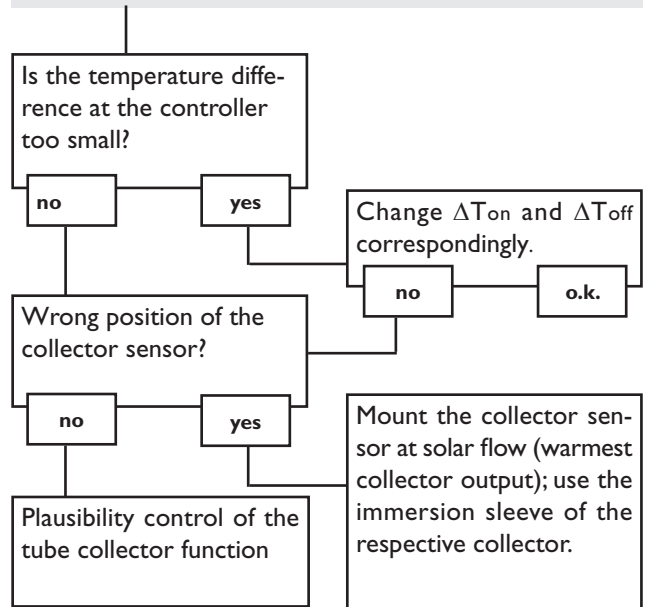 Is the temperature diffe-
rence at the controller
too small?
no
yes
Change ΔTon and ΔToff
correspondingly.
no
o.k.
Wrong position of the
collector sensor?
no
yes
Mount the collector sen-
sor at solar flow (warmest
collector output); use the
immersion sleeve of the
respective collector.
Plausibility control of the
tube collector function